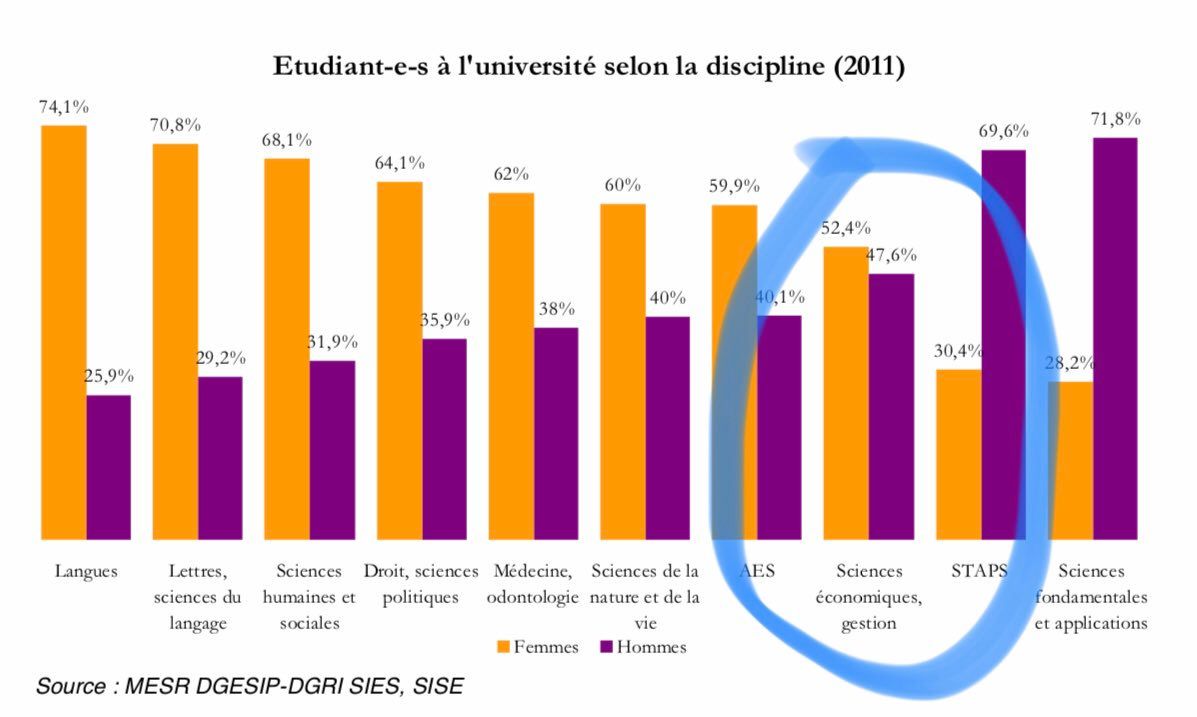 Etudiant-e-s à l'université selon la discipline (2011)
74,1%
25,9%
70,8%
29,2%
68,1%
31,9%
64,1%
35,9%
62%
38%
60%
40%
59,9%
40,1%
52,4%
47,6%
30,4%
69,6%
28,2%
71,8%
Langues
Lettres,
sciences du
langage
Sciences
humaines et
sociales
Droit, sciences
politiques
Médecine,
odontologie
Sciences de la
nature et de la
vie
AES
Sciences
économiques,
gestion
STAPS
Sciences
fondamentales
et applications
Femmes
Hommes
Source : MESR DGESIP-DGRI SIES, SISE